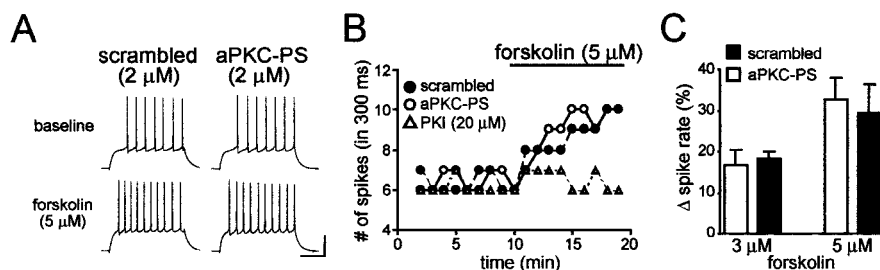 A
scrambled
(2 µM)
aPKC-PS
(2 µM)
baseline
forskolin
(5 µM)
B
forskolin (5 µM)
# of spikes (in 300 ms)
12
10
8
6
4
scrambled
aPKC-PS
PKI (20 µM)
0
5
10
15
20
time (min)
C
scrambled
aPKC-PS
Δ spike rate (%)
40
30
20
10
0
3 µM
5 µM
forskolin